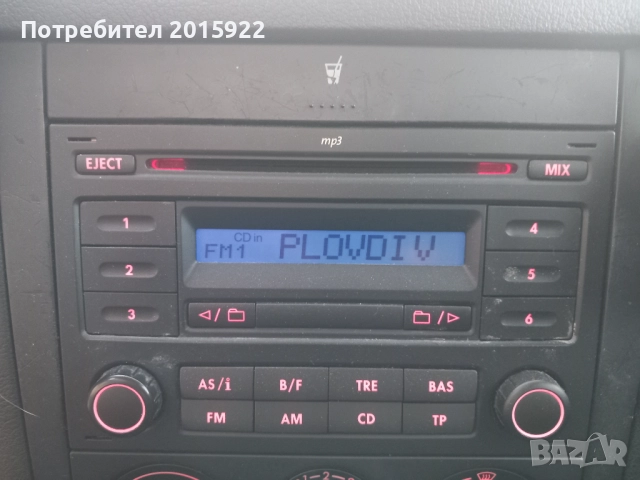 Потребител 2015922
mp3
EJECT
MIX
1
2
3
CD in
FM1 PLOVDIV
4
5
6
AS/i B/F TRE BAS
FM AM CD TP
BAZAR